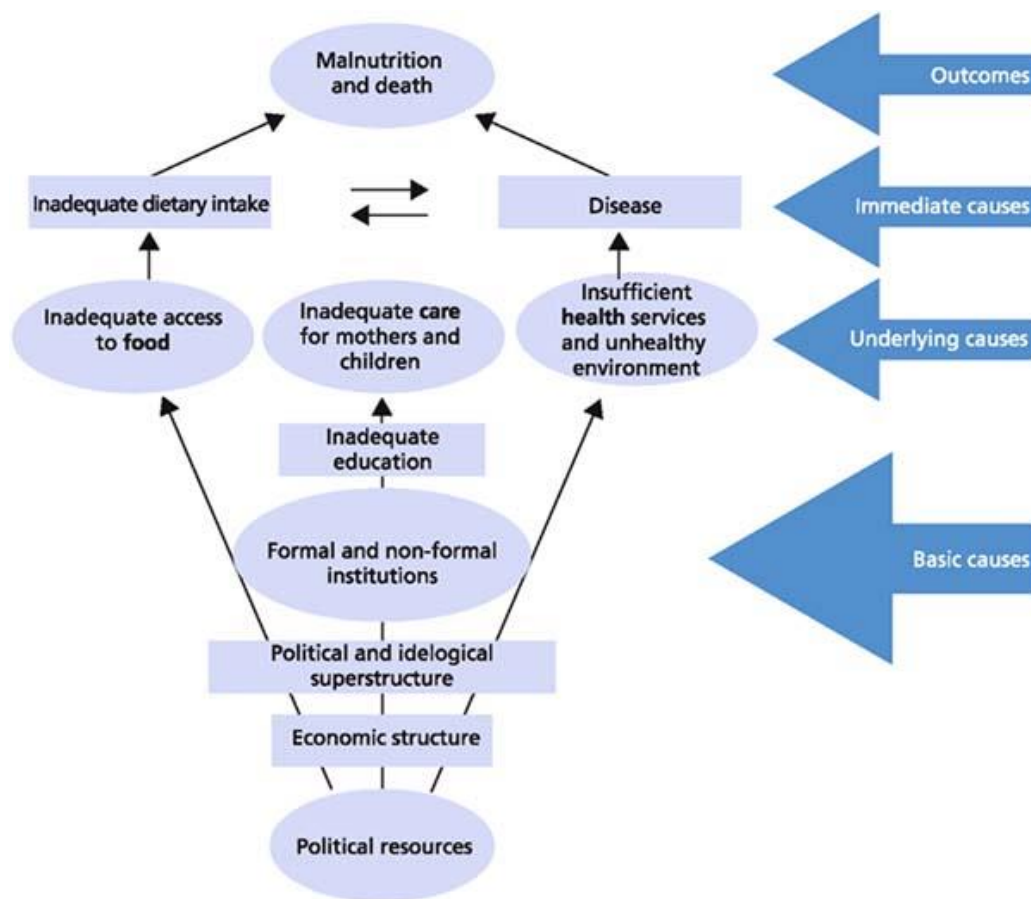 Malnutrition
and death
Outcomes
Inadequate dietary intake
Disease
Immediate causes
Inadequate access
to food
Inadequate care
for mothers and
children
Insufficient
health services
and unhealthy
environment
Underlying causes
Inadequate
education
Formal and non-formal
institutions
Basic causes
Political and idelogical
superstructure
Economic structure
Political resources